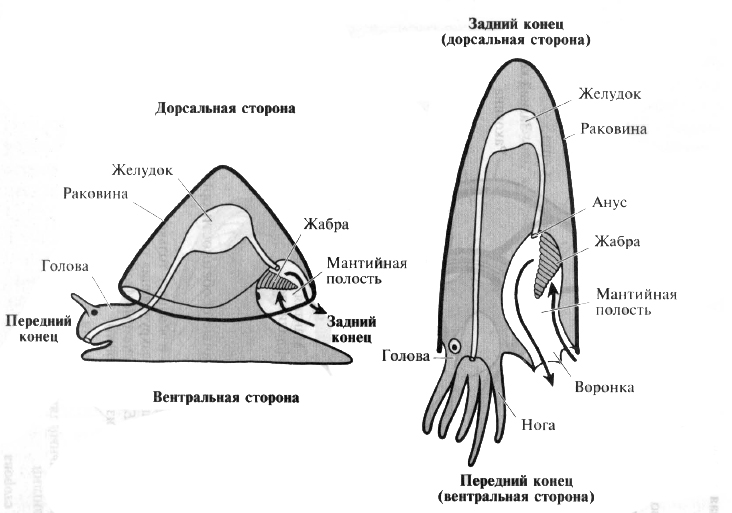 Дорсальная сторона
Желудок
Раковина
Жабра
Голова
Мантийная
полость
Передний
конец
Задний
конец
Вентральная сторона
Задний конец
(дорсальная сторона)
Желудок
Раковина
Анус
Жабра
Мантийная
полость
Голова
Воронка
Нога
Передний конец
(вентральная сторона)